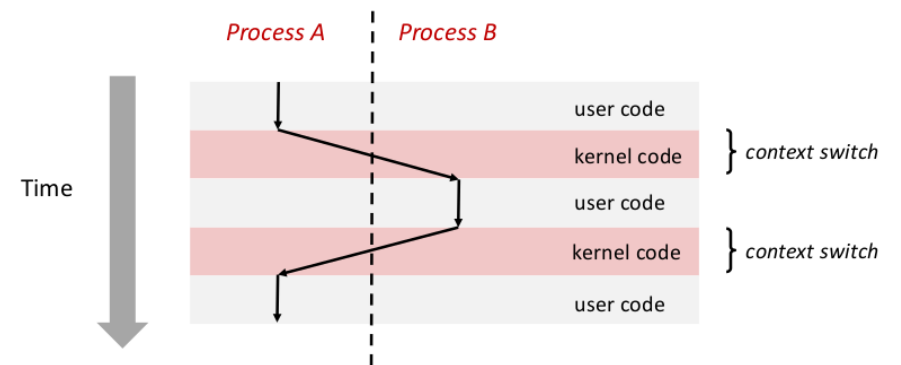 Process A
Process B
user code
kernel code
context switch
Time
user code
kernel code
context switch
user code